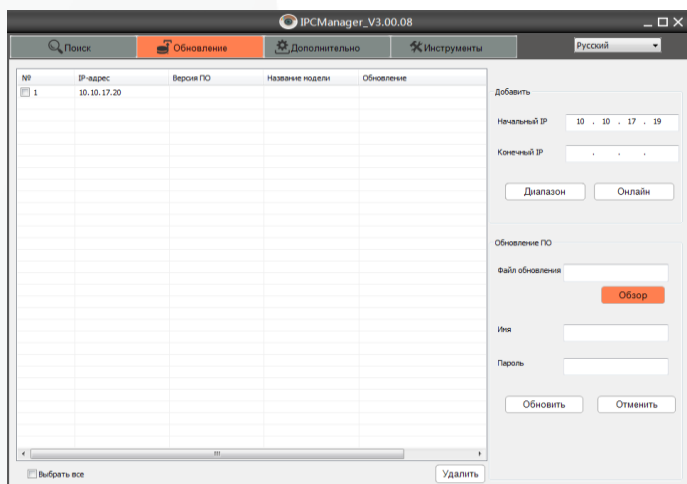 IPCManager_V3.00.08
Поиск Обновление Дополнительно Инструменты Русский
№ IP-адрес Версия ПО Название модели Обновление
1 10.10.17.20
Добавить
Начальный IP 10 . 10 . 17 . 19
Конечный IP . . .
Диапазон Онлайн
Обновление ПО
Файл обновления
Обзор
Имя
Пароль
Обновить Отменить
Выбрать все Удалить